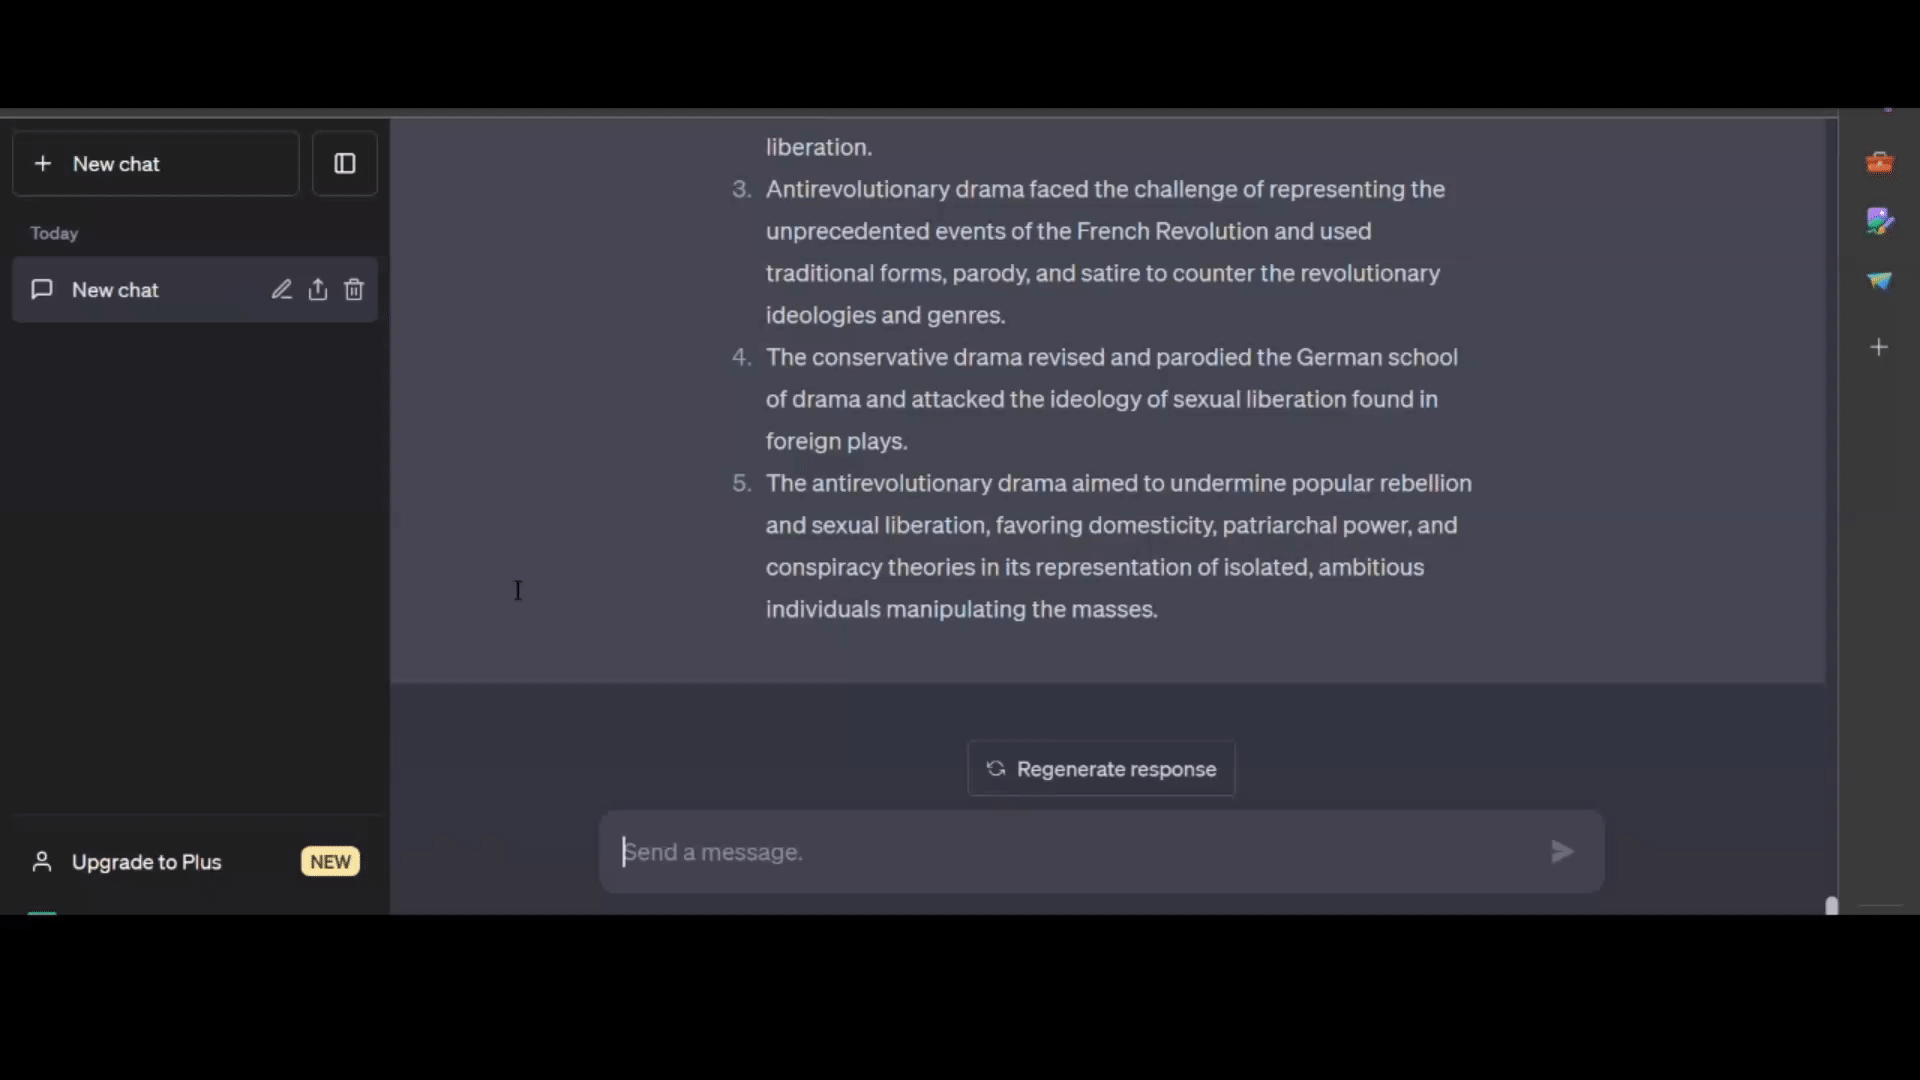 New chat
Today
New chat
Upgrade to Plus NEW
liberation.
3. Antirevolutionary drama faced the challenge of representing the
unprecedented events of the French Revolution and used
traditional forms, parody, and satire to counter the revolutionary
ideologies and genres.
4. The conservative drama revised and parodied the German school
of drama and attacked the ideology of sexual liberation found in
foreign plays.
5. The antirevolutionary drama aimed to undermine popular rebellion
and sexual liberation, favoring domesticity, patriarchal power, and
conspiracy theories in its representation of isolated, ambitious
individuals manipulating the masses.
Regenerate response
Send a message.